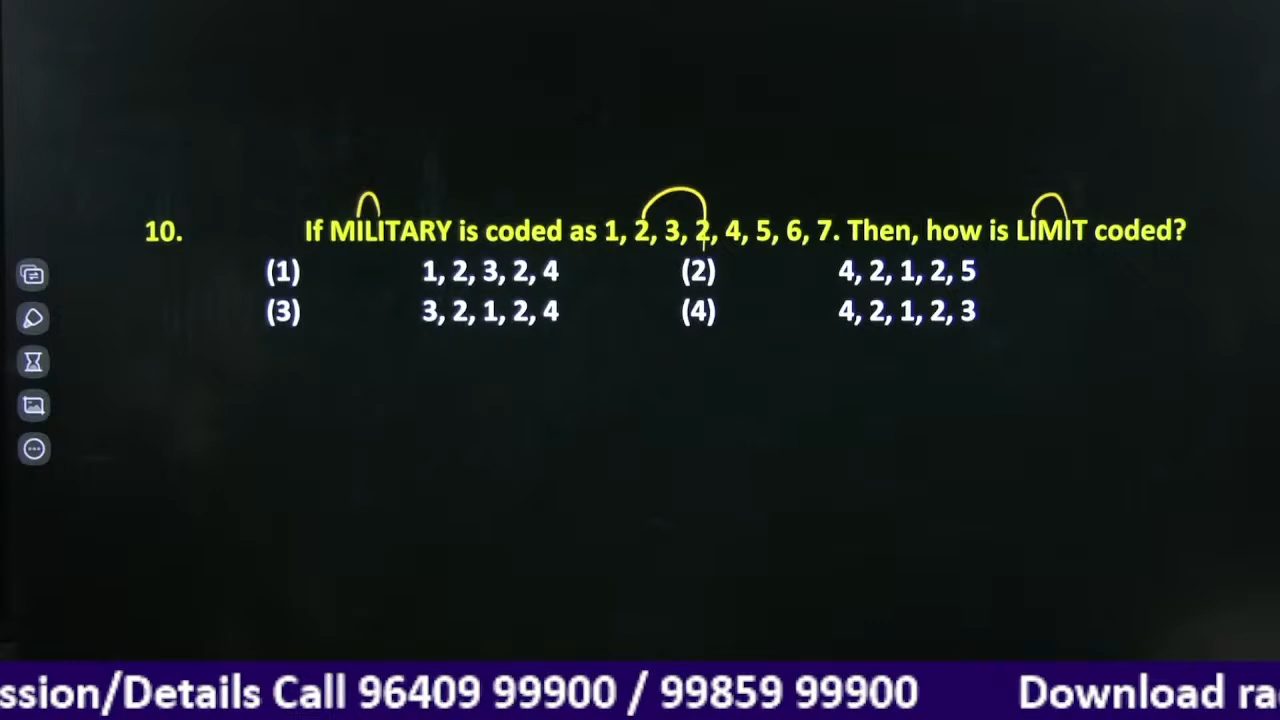 10. If MILITARY is coded as 1, 2, 3, 2, 4, 5, 6, 7. Then, how is LIMIT coded?
(1) 1, 2, 3, 2, 4 (2) 4, 2, 1, 2, 5
(3) 3, 2, 1, 2, 4 (4) 4, 2, 1, 2, 3
ssion/Details Call 96409 99900 / 99859 99900 Download ra